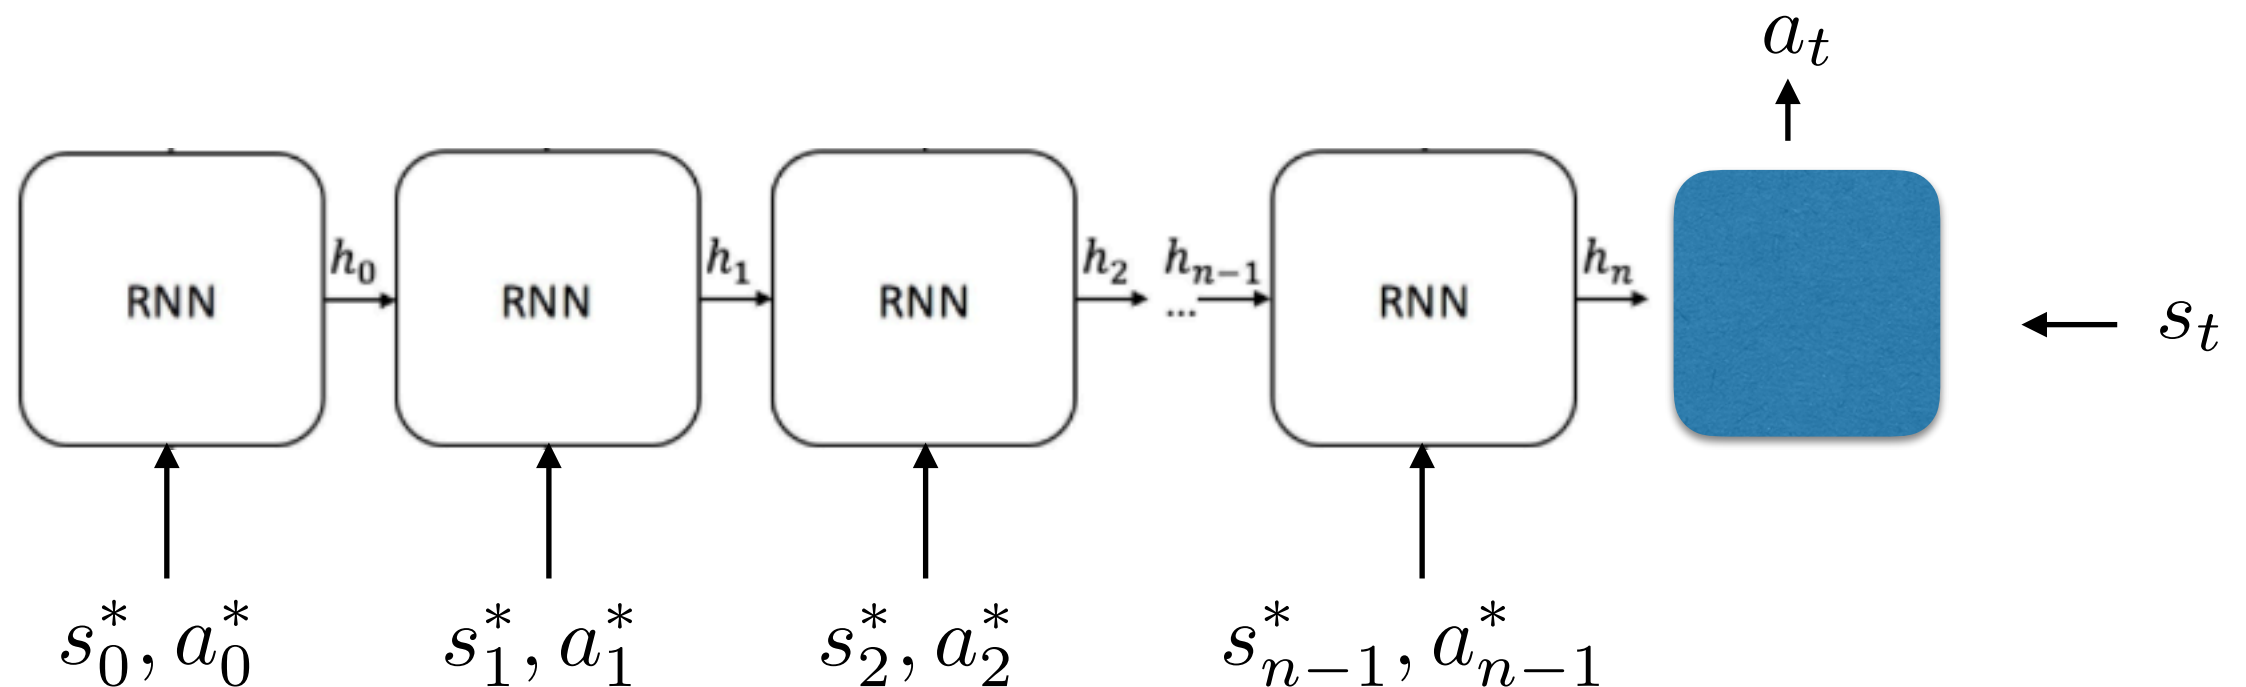 a_t
h_0 h_1 h_2 h_{n-1} h_n
RNN RNN RNN ... RNN s_t
s_0^*, a_0^* s_1^*, a_1^* s_2^*, a_2^* s_{n-1}^*, a_{n-1}^*